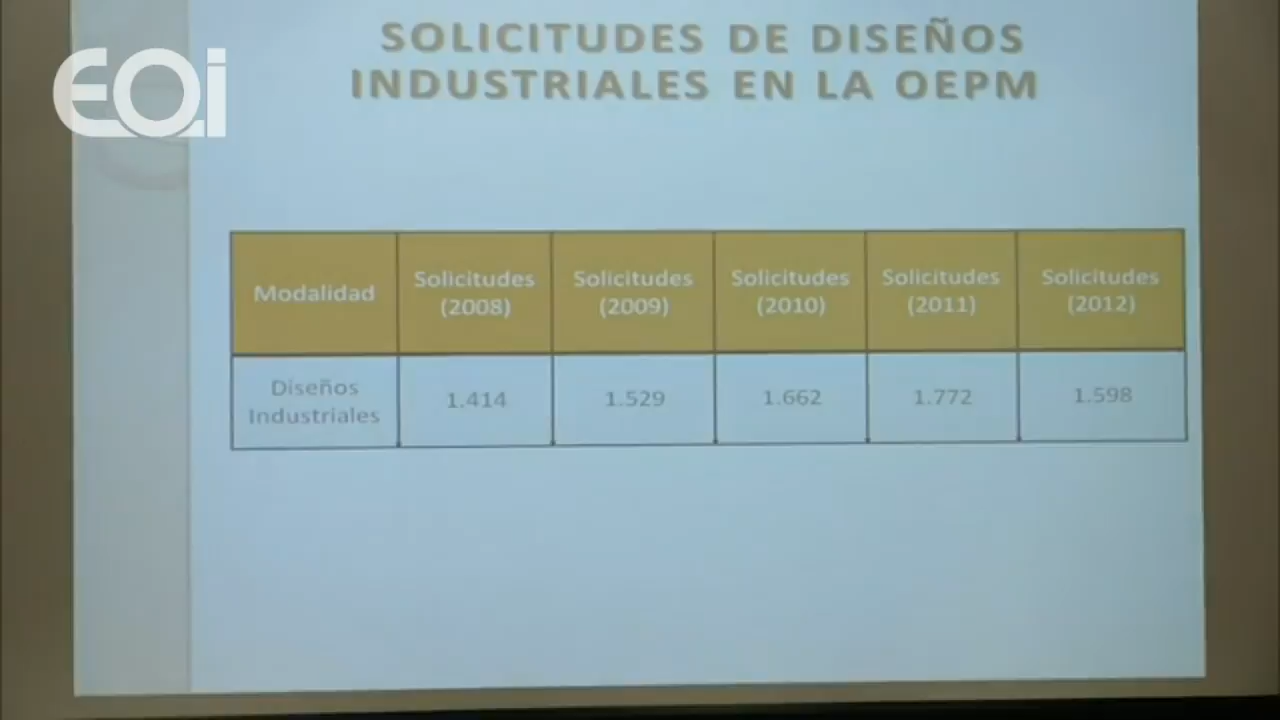 EOi
SOLICITUDES DE DISEÑOS
INDUSTRIALES EN LA OEPM
Modalidad
Solicitudes
(2008)
Solicitudes
(2009)
Solicitudes
(2010)
Solicitudes
(2011)
Solicitudes
(2012)
Diseños
Industriales
1.414
1.529
1.662
1.772
1.598